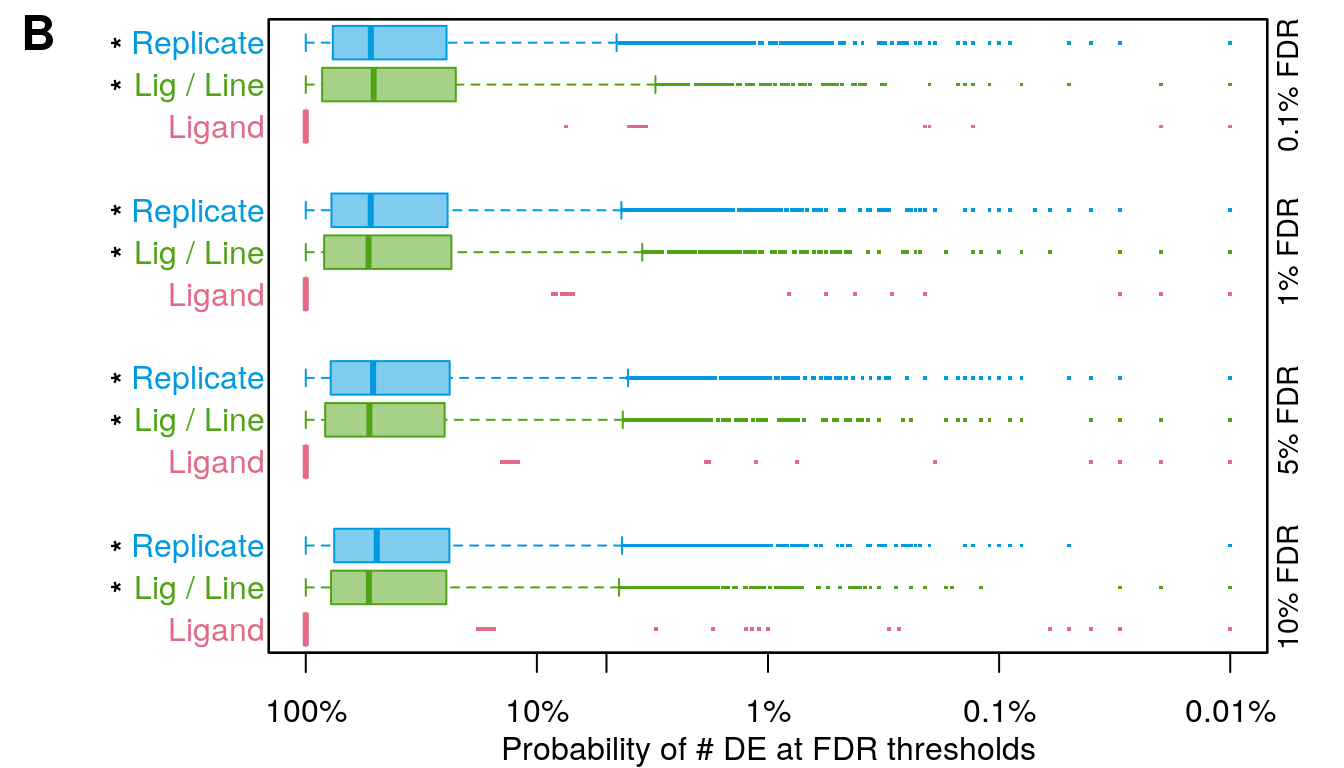 B
* Replicate
* Lig / Line
Ligand
0.1% FDR
* Replicate
* Lig / Line
Ligand
1% FDR
* Replicate
* Lig / Line
Ligand
5% FDR
* Replicate
* Lig / Line
Ligand
10% FDR
100% 10% 1% 0.1% 0.01%
Probability of # DE at FDR thresholds